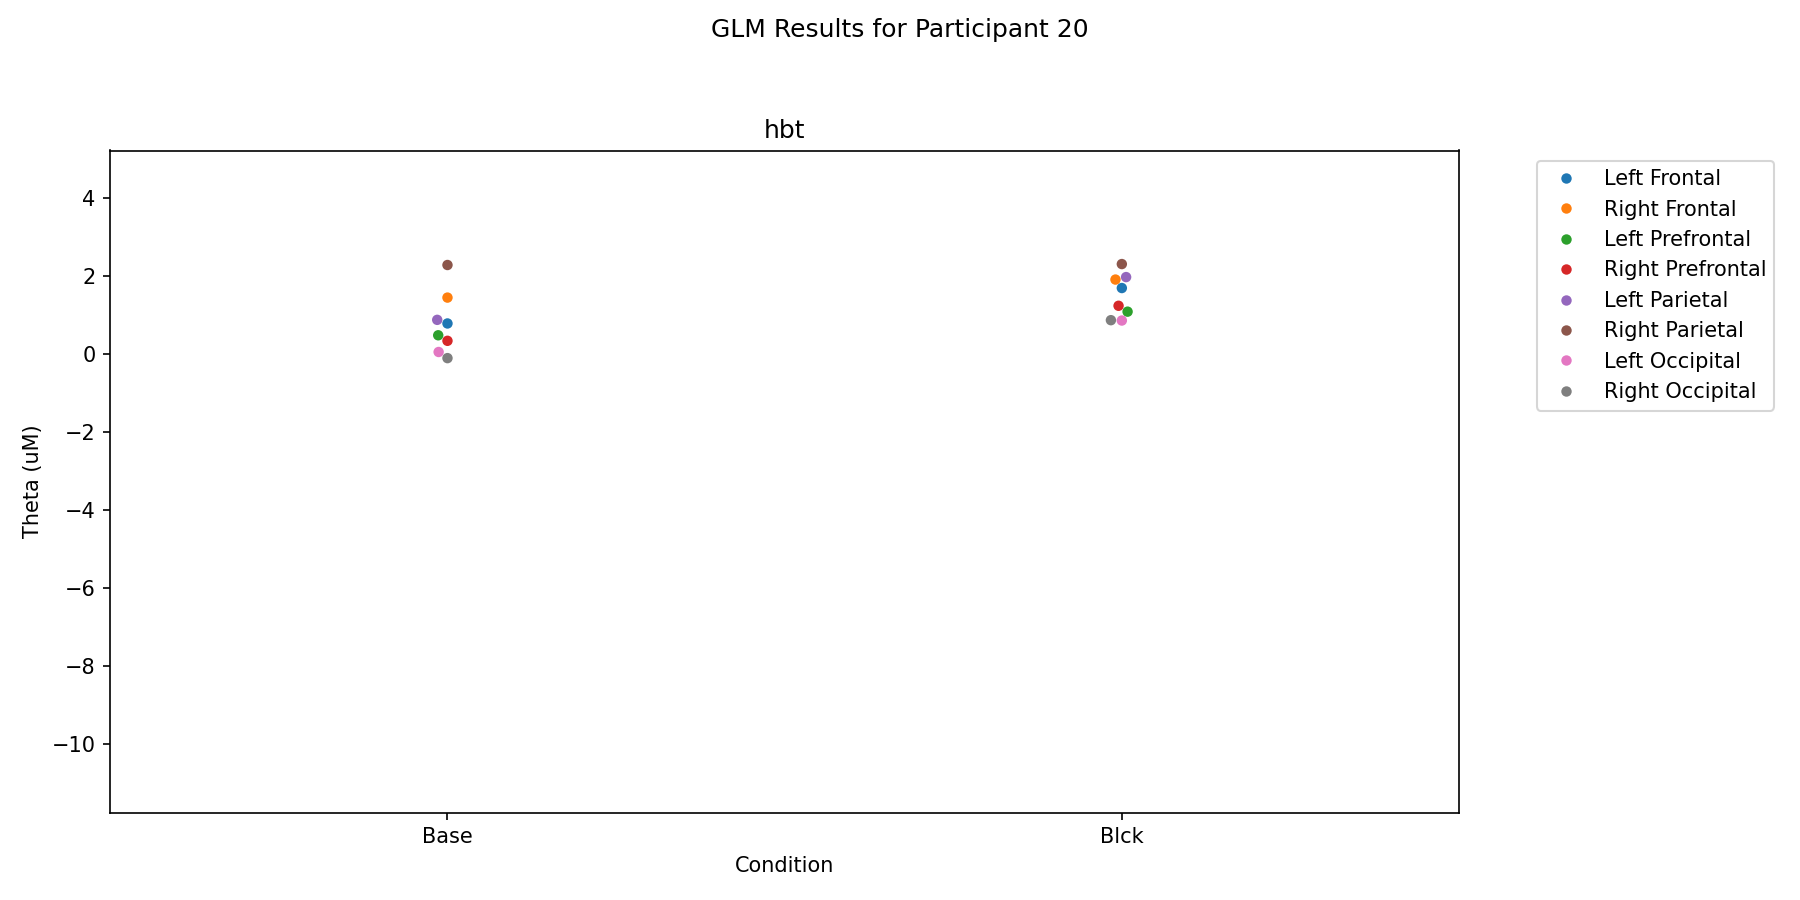 GLM Results for Participant 20
hbt
Theta (uM)
4
2
0
−2
−4
−6
−8
−10
Base
Blck
Condition
Left Frontal
Right Frontal
Left Prefrontal
Right Prefrontal
Left Parietal
Right Parietal
Left Occipital
Right Occipital